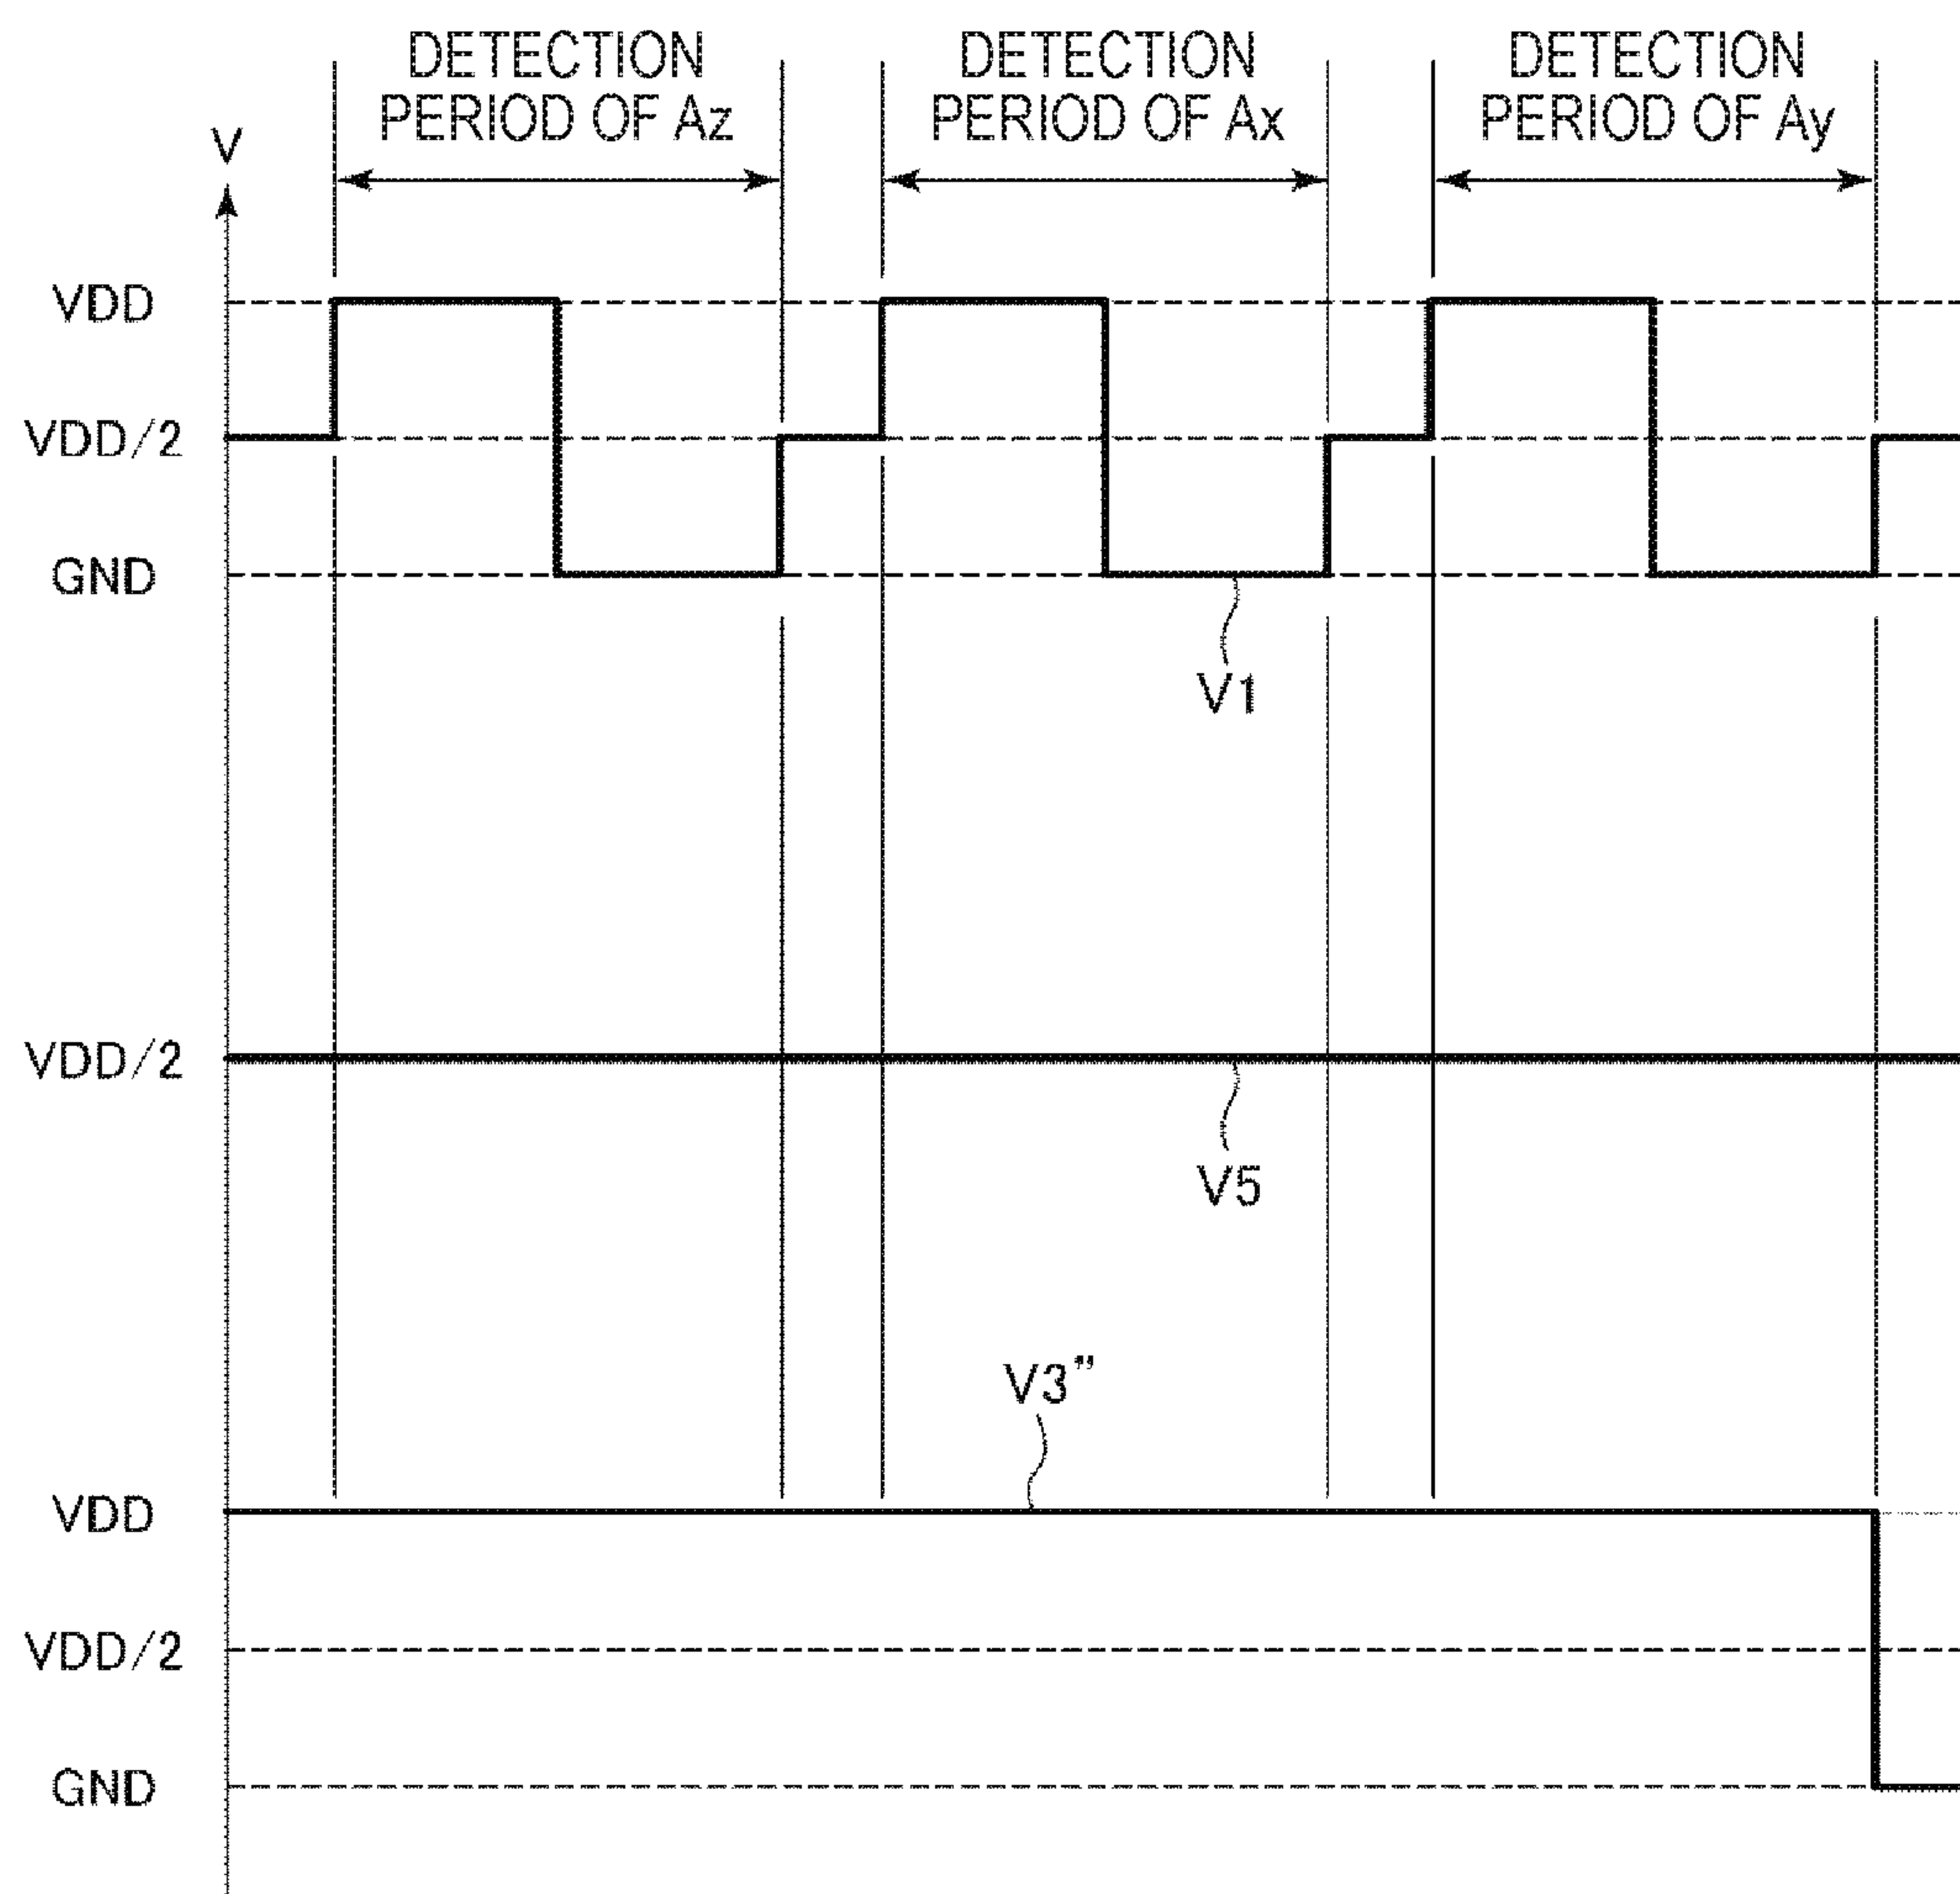 DETECTION
PERIOD OF Az
DETECTION
PERIOD OF Ax
DETECTION
PERIOD OF Ay
V
VDD
VDD/2
GND
V1
VDD/2
V5
V3”
VDD
VDD/2
GND